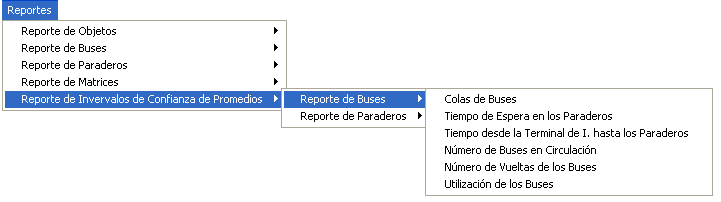 Reportes
Reporte de Objetos
Reporte de Buses
Reporte de Paraderos
Reporte de Matrices
Reporte de Invervalos de Confianza de Promedios
Reporte de Buses
Reporte de Paraderos
Colas de Buses
Tiempo de Espera en los Paraderos
Tiempo desde la Terminal de I. hasta los Paraderos
Número de Buses en Circulación
Número de Vueltas de los Buses
Utilización de los Buses